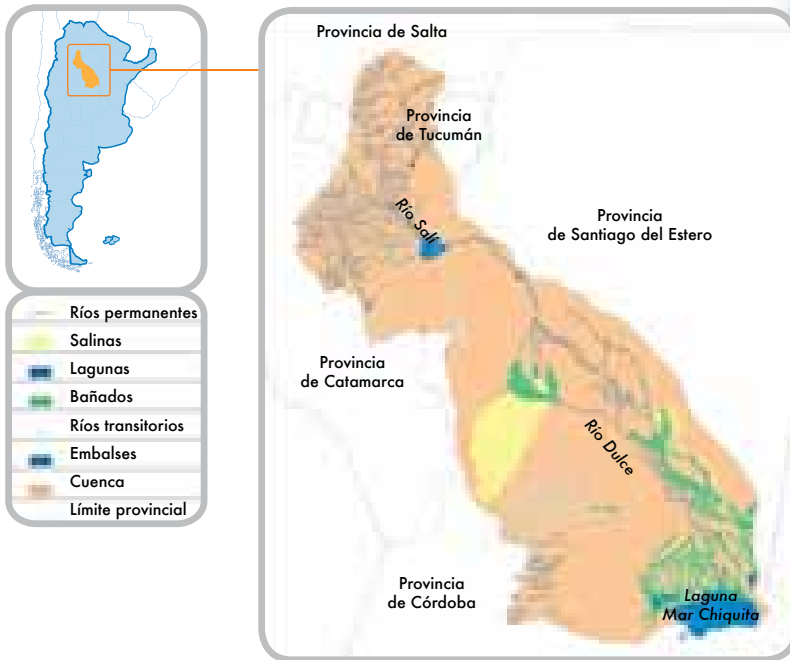 Provincia de Salta
Provincia
de Tucumán
Río Salí
Provincia
de Santiago del Estero
Provincia
de Catamarca
Río Dulce
Provincia
de Córdoba
Laguna
Mar Chiquita
Ríos permanentes
Salinas
Lagunas
Bañados
Ríos transitorios
Embalses
Cuenca
Límite provincial